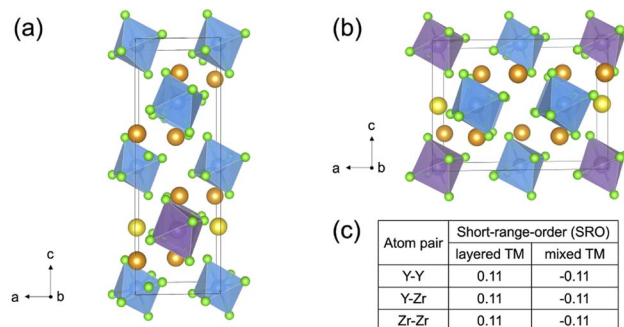 (a)
c
a
b
(b)
c
a
b
(c)
Atom pair
Short-range-order (SRO)
layered TM
mixed TM
Y-Y
0.11
-0.11
Y-Zr
0.11
-0.11
Zr-Zr
0.11
-0.11